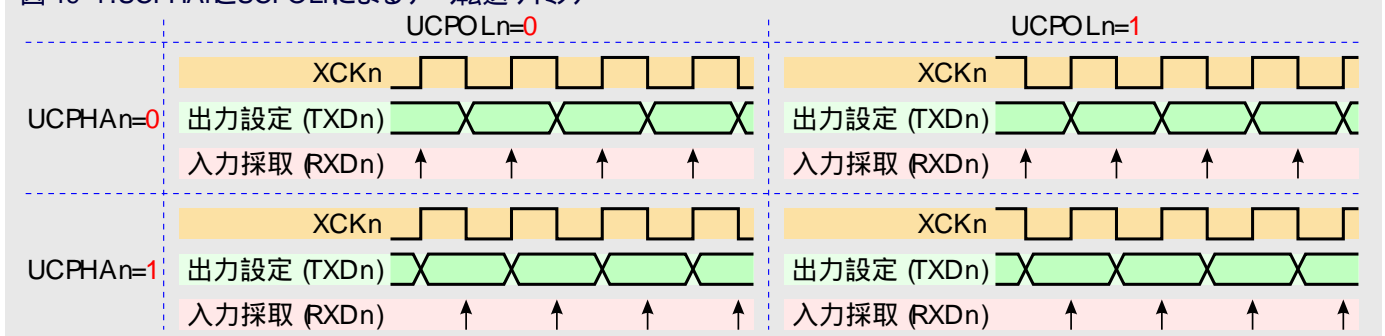 UCPOLn=0 UCPOLn=1
XCKn XCKn
UCPHAn=0 出力設定 (TXDn) 出力設定 (TXDn)
入力採取 (RXDn) 入力採取 (RXDn)
XCKn XCKn
UCPHAn=1 出力設定 (TXDn) 出力設定 (TXDn)
入力採取 (RXDn) 入力採取 (RXDn)